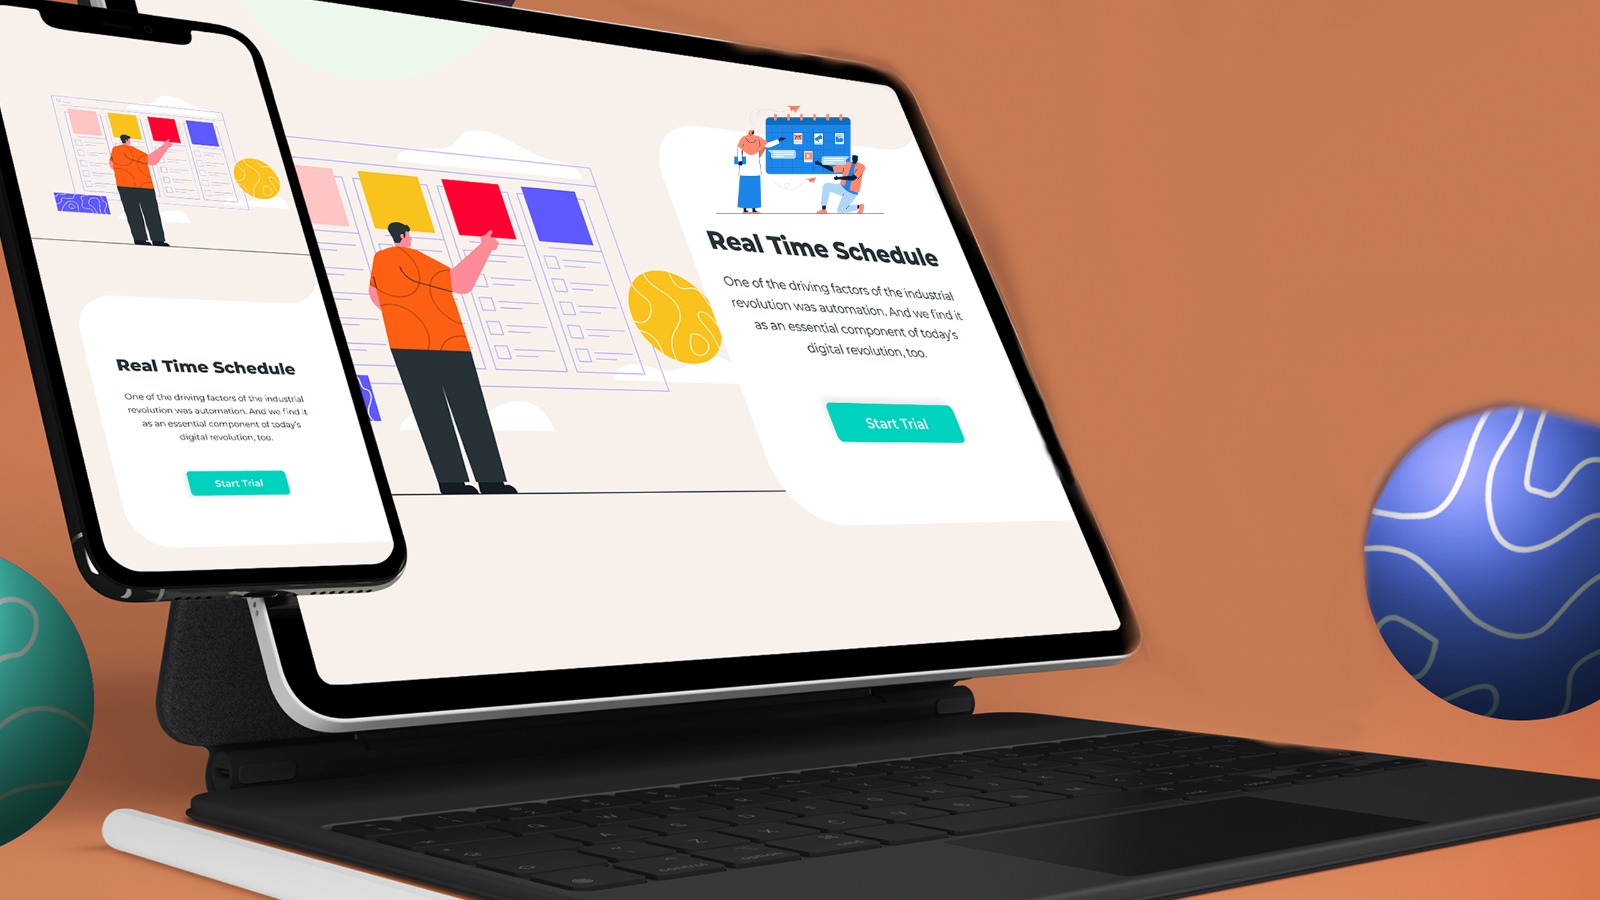 Real Time Schedule
One of the driving factors of the industrial
revolution was automation. And we find it
as an essential component of today's
digital revolution, too.
Start Trial
Real Time Schedule
One of the driving factors of the industrial
revolution was automation. And we find it
as an essential component of today's
digital revolution, too.
Start Trial
control
option